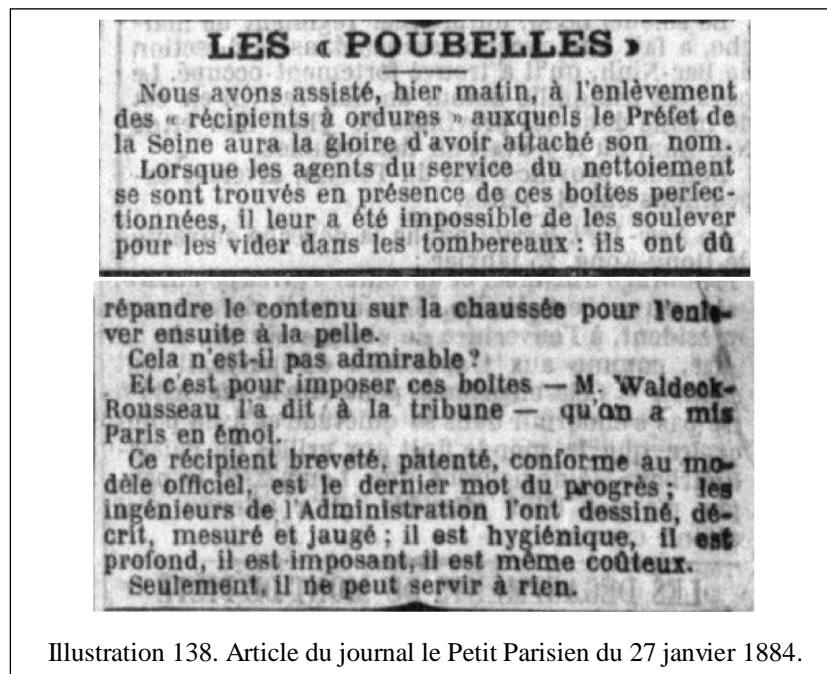 LES « POUBELLES »
Nous avons assisté, hier matin, à l'enlèvement
des « récipients à ordures » auxquels le Préfet de
la Seine aura la gloire d'avoir attaché son nom.
Lorsque les agents du service du nettoiement
se sont trouvés en présence de ces boîtes perfec-
tionnées, il leur a été impossible de les soulever
pour les vider dans les tombereaux : ils ont dû
répandre le contenu sur la chaussée pour l'enle-
ver ensuite à la pelle.
Cela n'est-il pas admirable ?
Et c'est pour imposer ces boîtes — M. Waldeck-
Rousseau l'a dit à la tribune — qu'on a mis
Paris en émoi.
Ce récipient breveté, patenté, conforme au mo-
dèle officiel, est le dernier mot du progrès ; les
ingénieurs de l'Administration l'ont dessiné, dé-
crit, mesuré et jaugé ; il est hygiénique, il est
profond, il est imposant, il est même coûteux.
Seulement, il ne peut servir à rien.
Illustration 138. Article du journal le Petit Parisien du 27 janvier 1884.